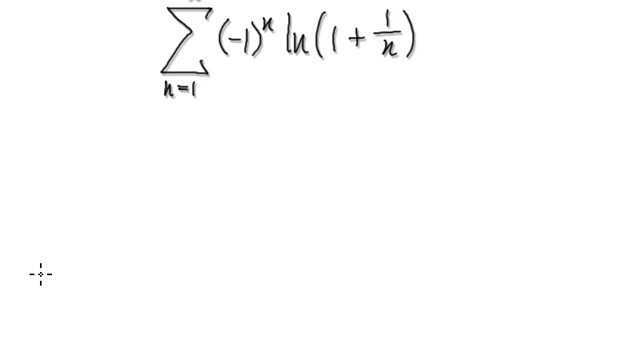 ∑ (-1)^n ln(1 + 1/n)
n=1